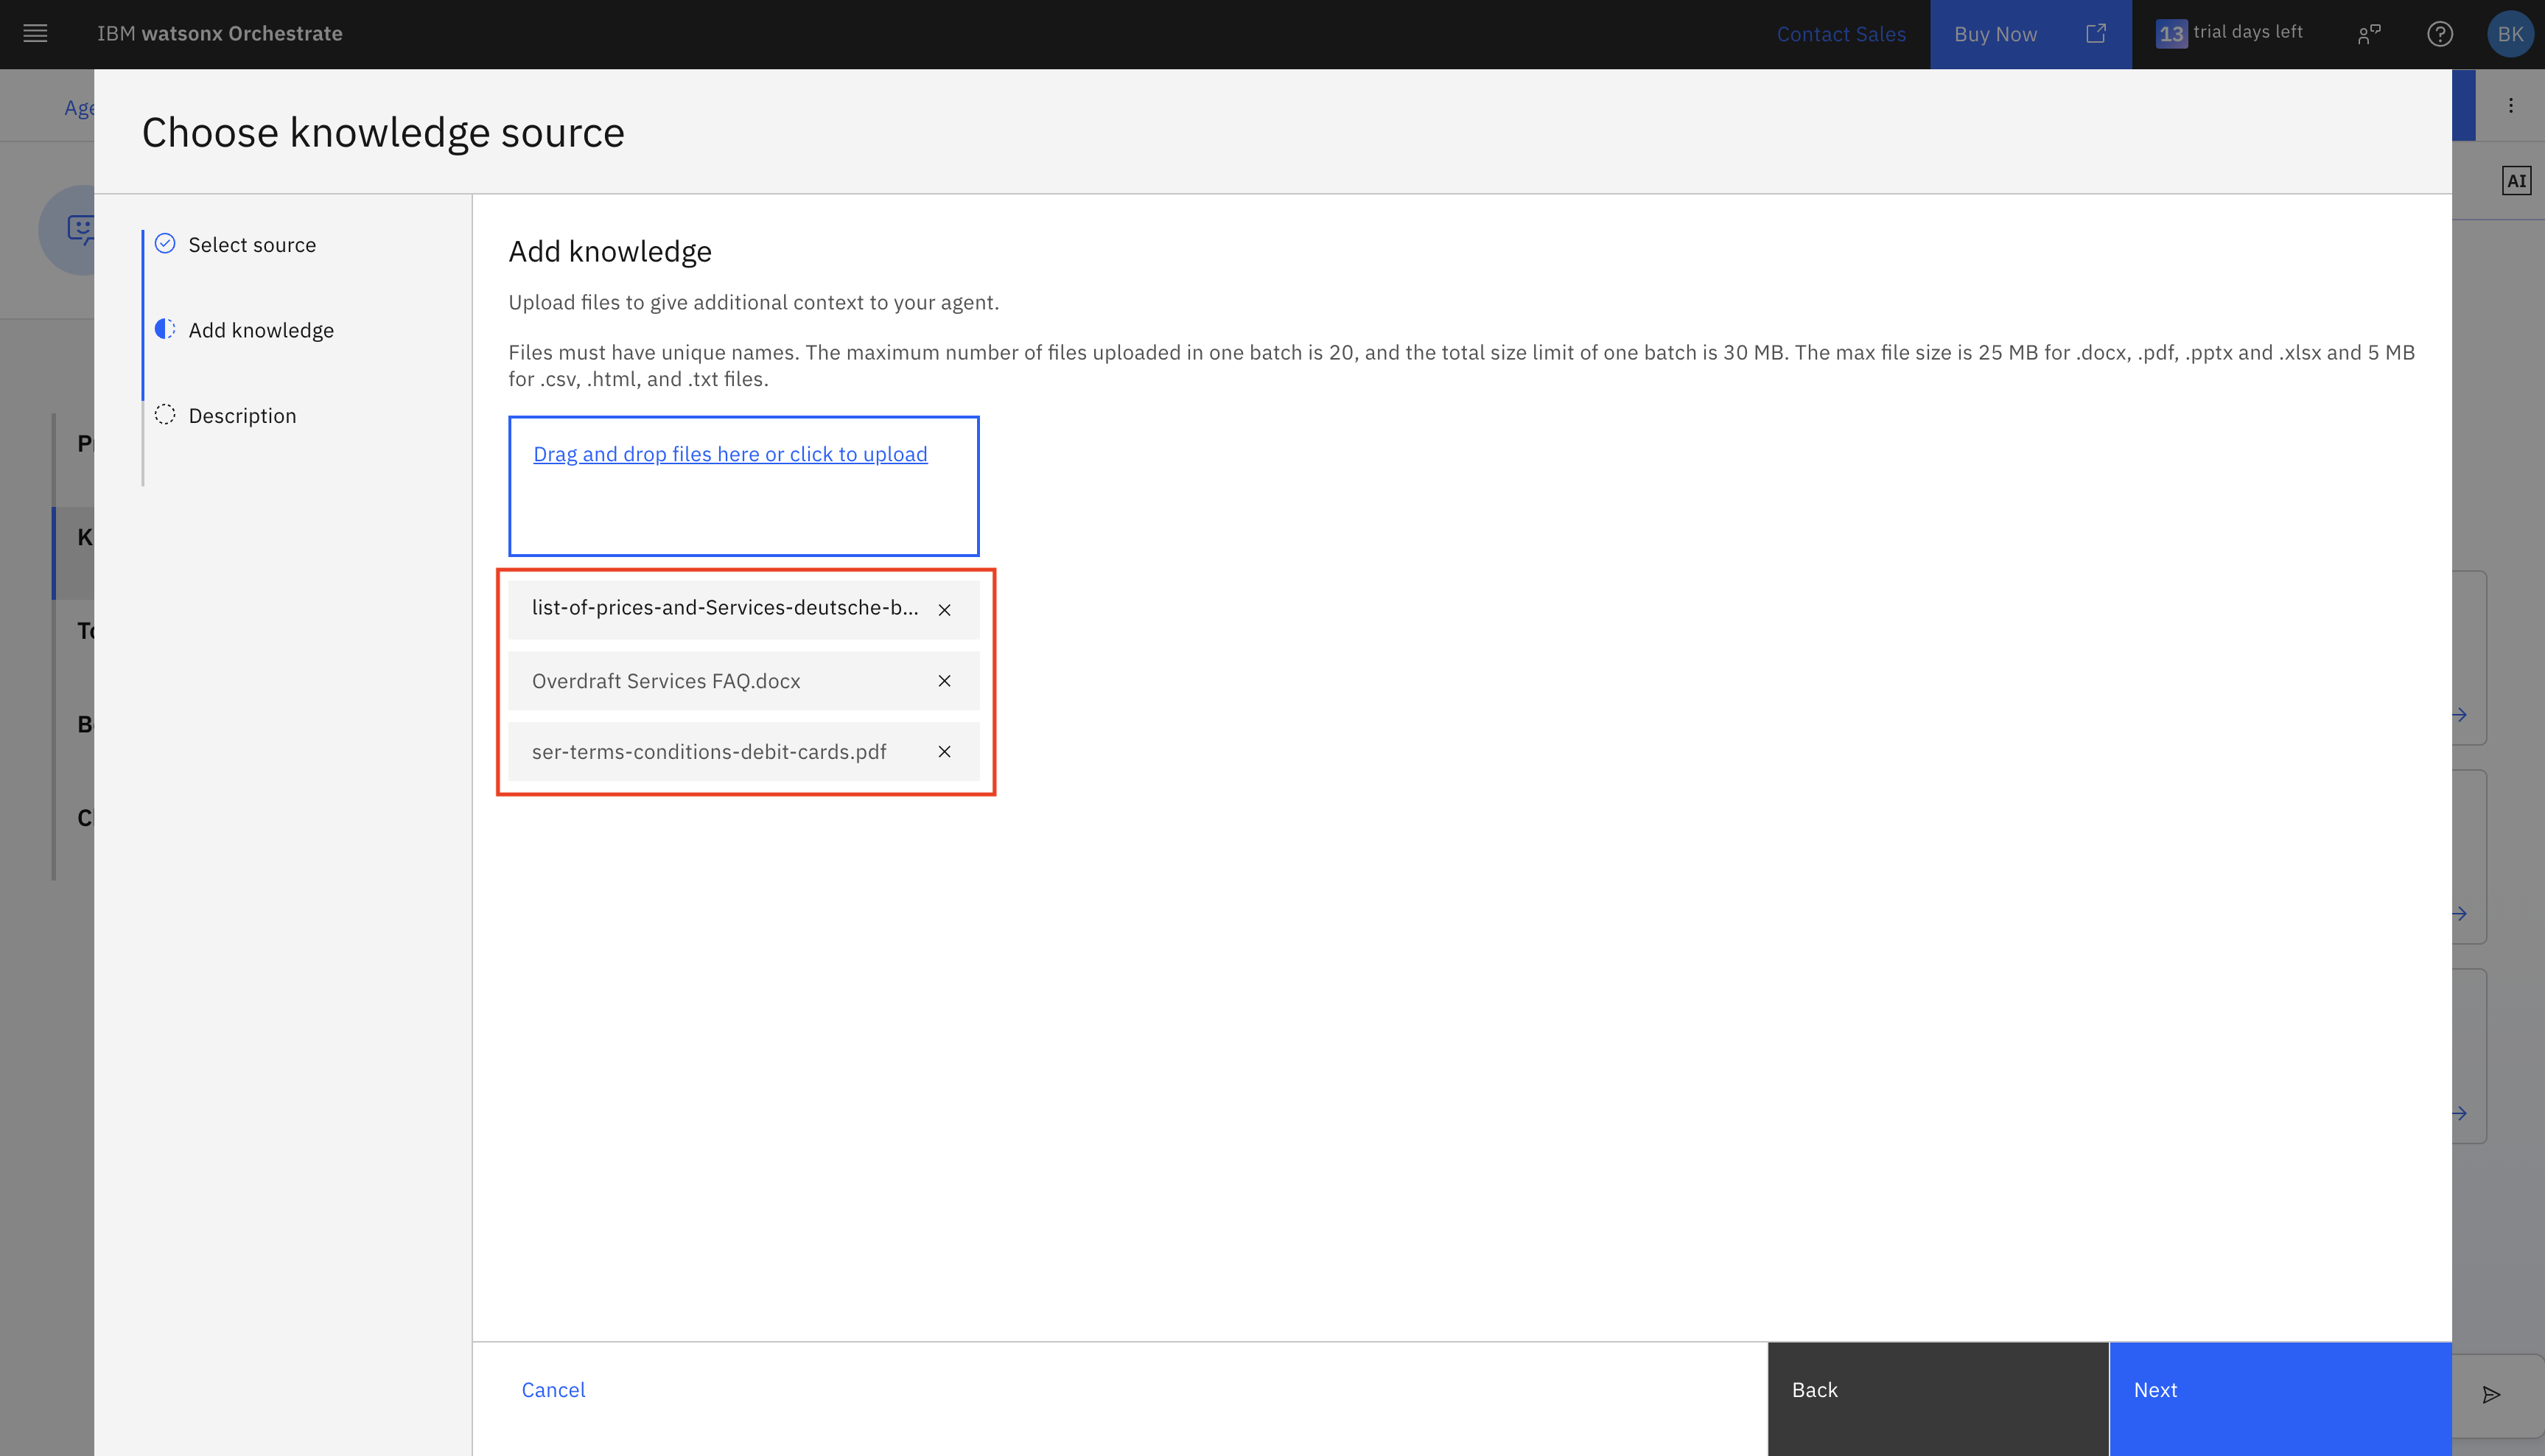 IBM watsonx Orchestrate
Contact Sales
Buy Now
13 trial days left
BK
Age
Choose knowledge source
AI
Select source
Add knowledge
Description
Add knowledge
Upload files to give additional context to your agent.
Files must have unique names. The maximum number of files uploaded in one batch is 20, and the total size limit of one batch is 30 MB. The max file size is 25 MB for .docx, .pdf, .pptx and .xlsx and 5 MB
for .csv, .html, and .txt files.
Drag and drop files here or click to upload
list-of-prices-and-Services-deutsche-b...
Overdraft Services FAQ.docx
ser-terms-conditions-debit-cards.pdf
K
B
Cancel
Back
Next